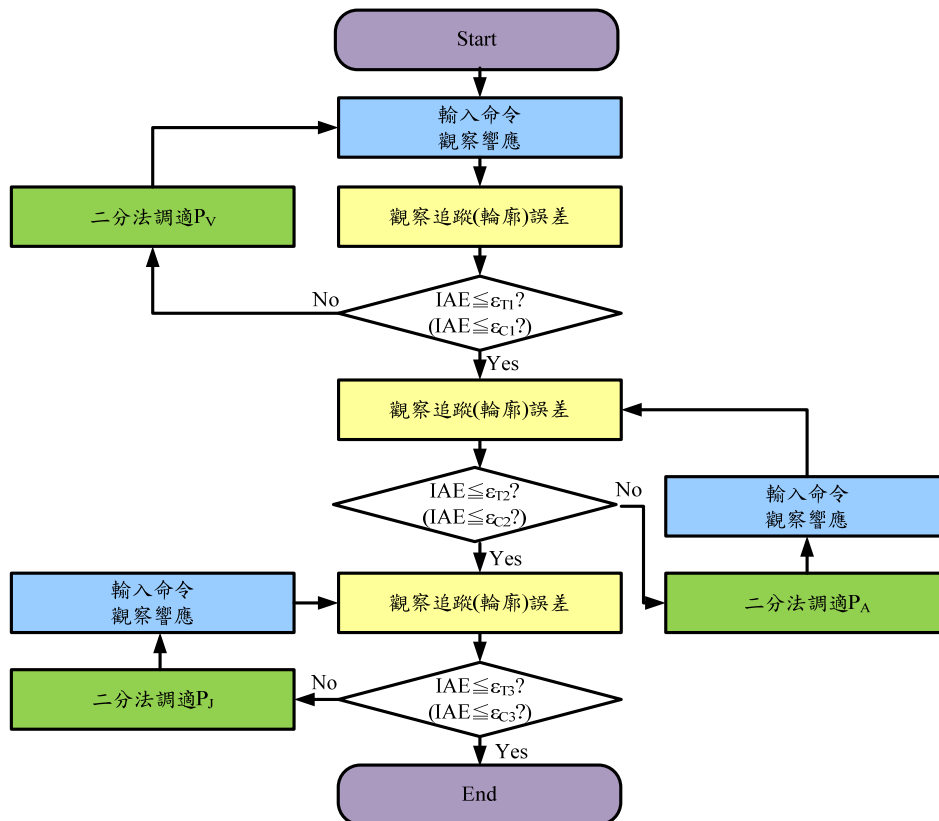 Start
輸入命令
觀察響應
二分法調適PV
觀察追蹤(輪廓)誤差
No
IAE≦εT1?
(IAE≦εC1?)
Yes
觀察追蹤(輪廓)誤差
IAE≦εT2?
(IAE≦εC2?)
No
輸入命令
觀察響應
Yes
輸入命令
觀察響應
觀察追蹤(輪廓)誤差
二分法調適PA
二分法調適PJ
No
IAE≦εT3?
(IAE≦εC3?)
Yes
End